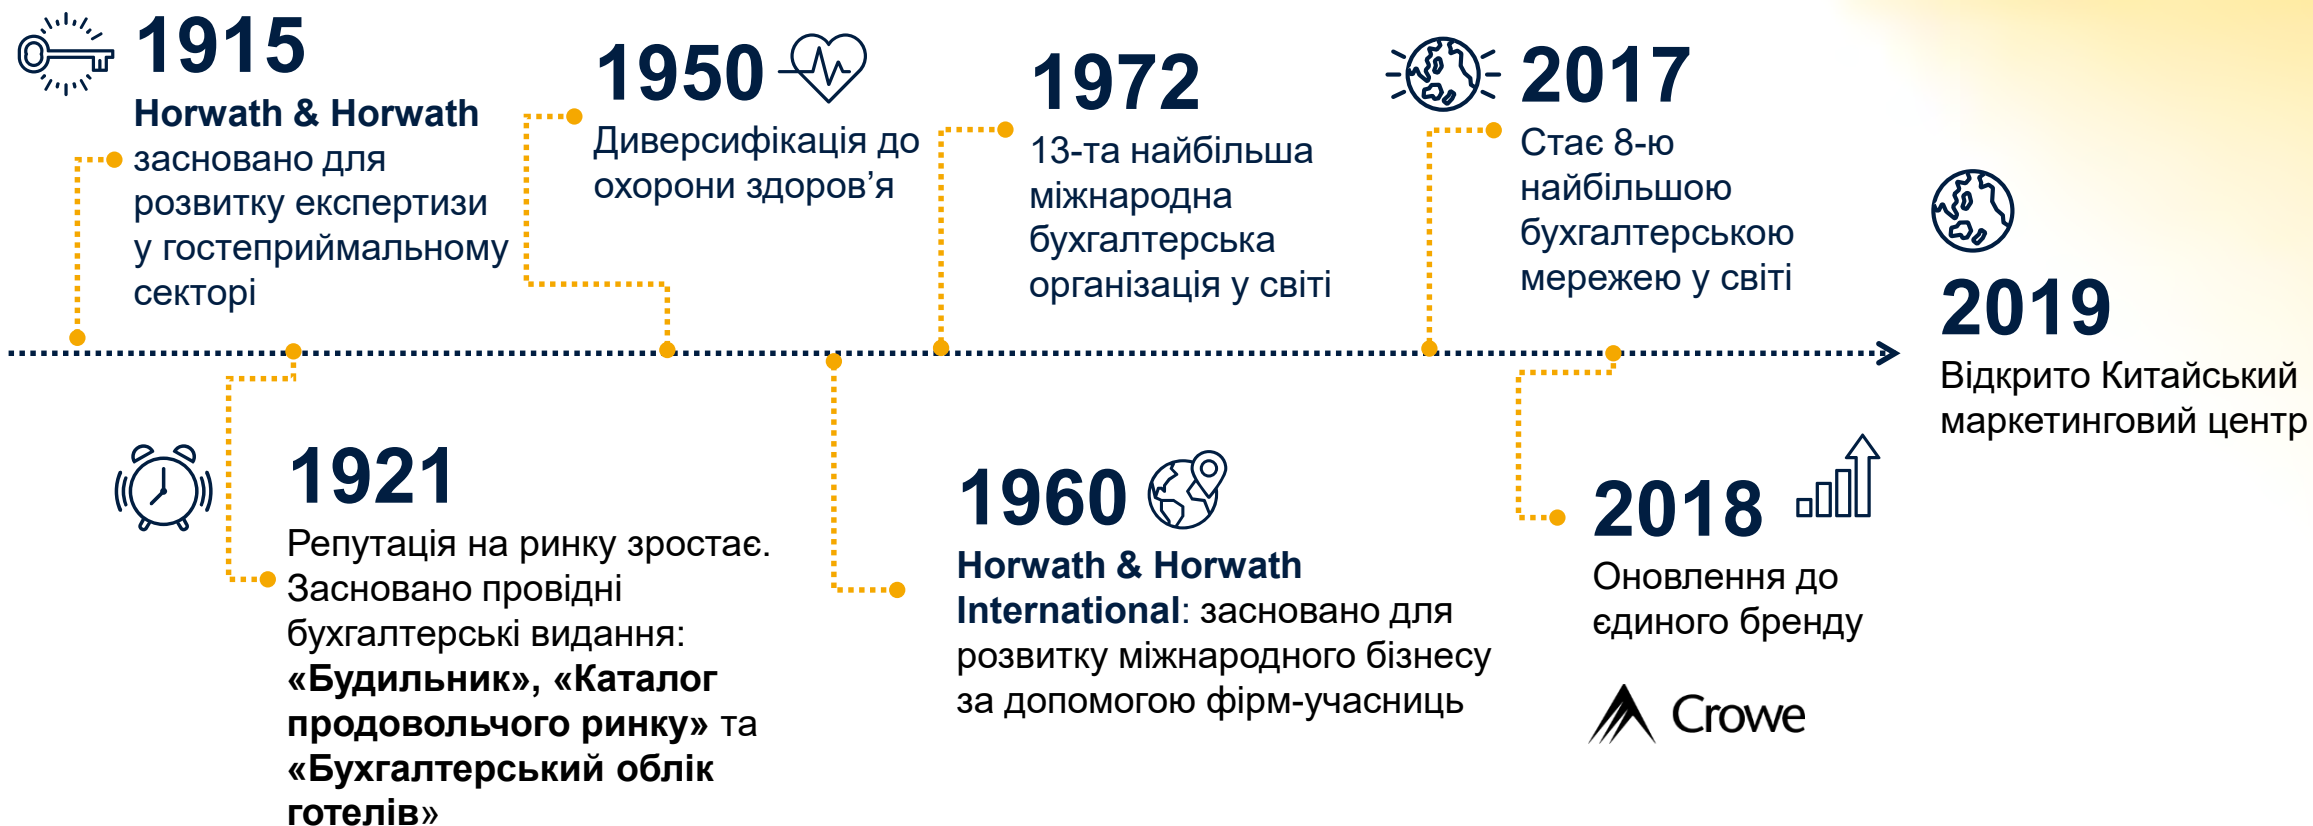 1915
Horwath & Horwath
засновано для
розвитку експертизи
у гостеприймальному
секторі
1950
Диверсифікація до
охорони здоров’я
1972
13-та найбільша
міжнародна
бухгалтерська
організація у світі
2017
Стає 8-ю
найбільшою
бухгалтерською
мережею у світі
2019
Відкрито Китайський
маркетинговий центр
1921
Репутація на ринку зростає.
Засновано провідні
бухгалтерські видання:
«Будильник», «Каталог
продовольчого ринку» та
«Бухгалтерський облік
готелів»
1960
Horwath & Horwath
International: засновано для
розвитку міжнародного бізнесу
за допомогою фірм-учасниць
2018
Оновлення до
єдиного бренду
Crowe